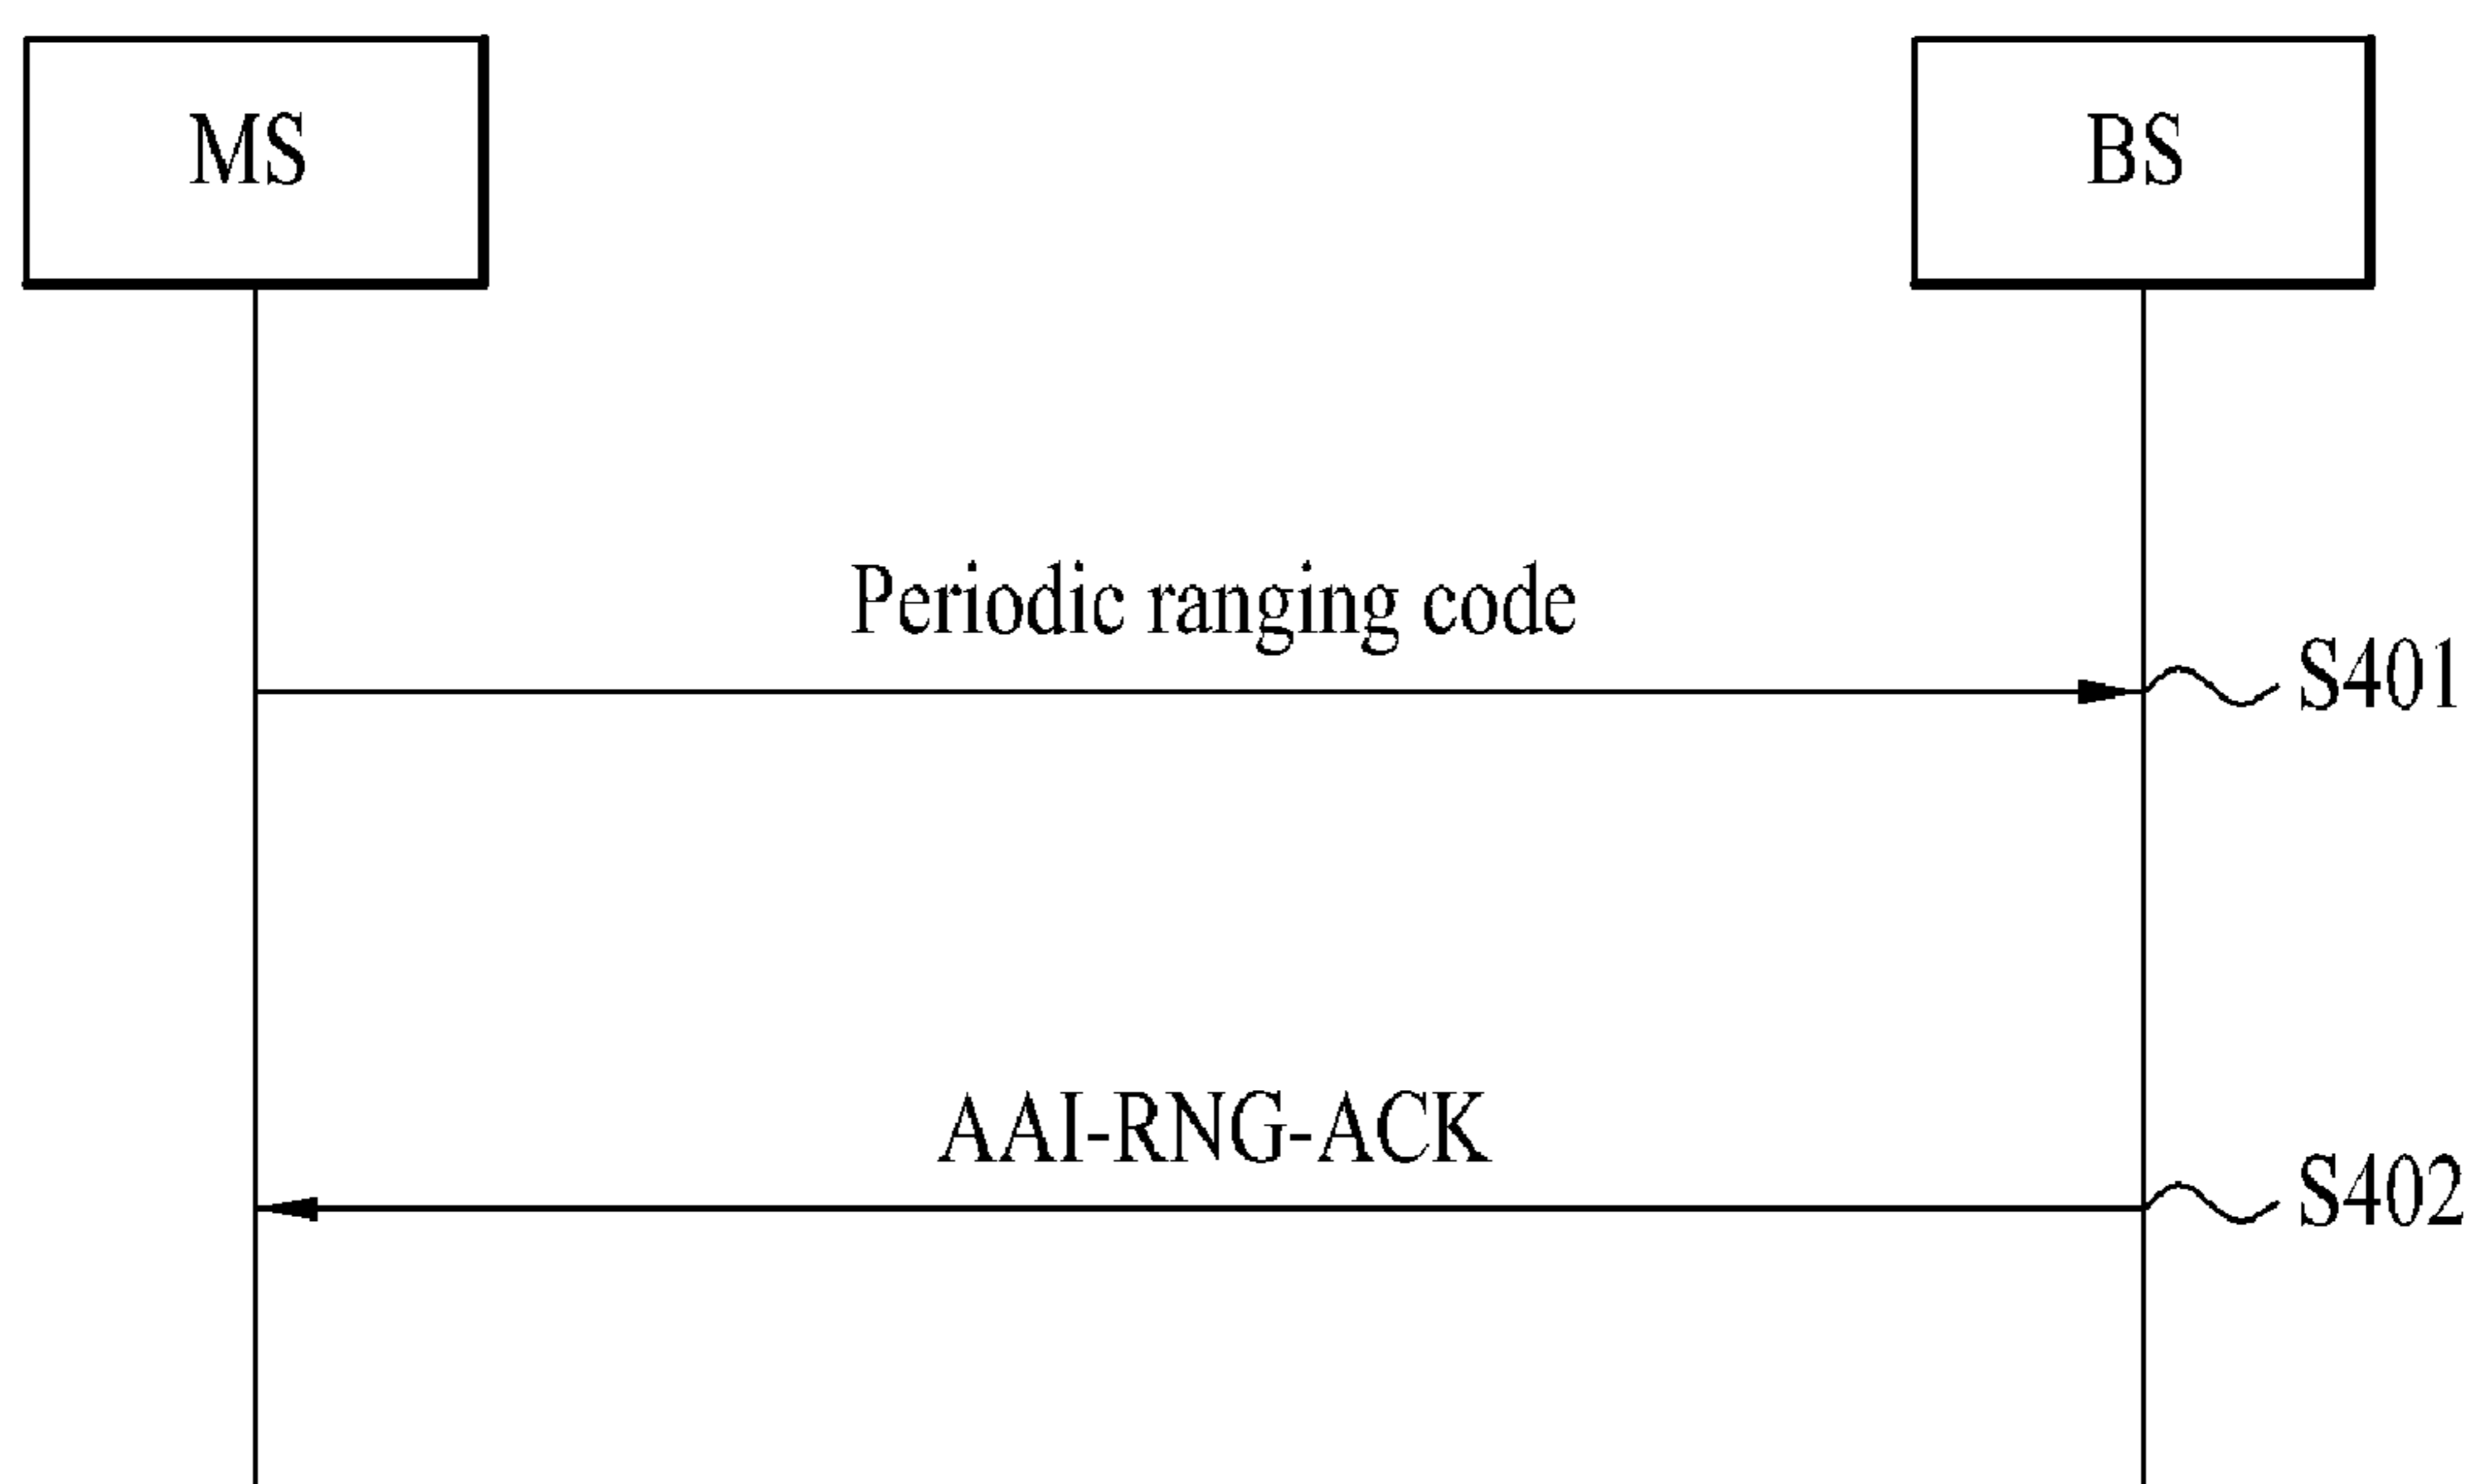 MS
BS
Periodic ranging code
S401
AAI-RNG-ACK
S402